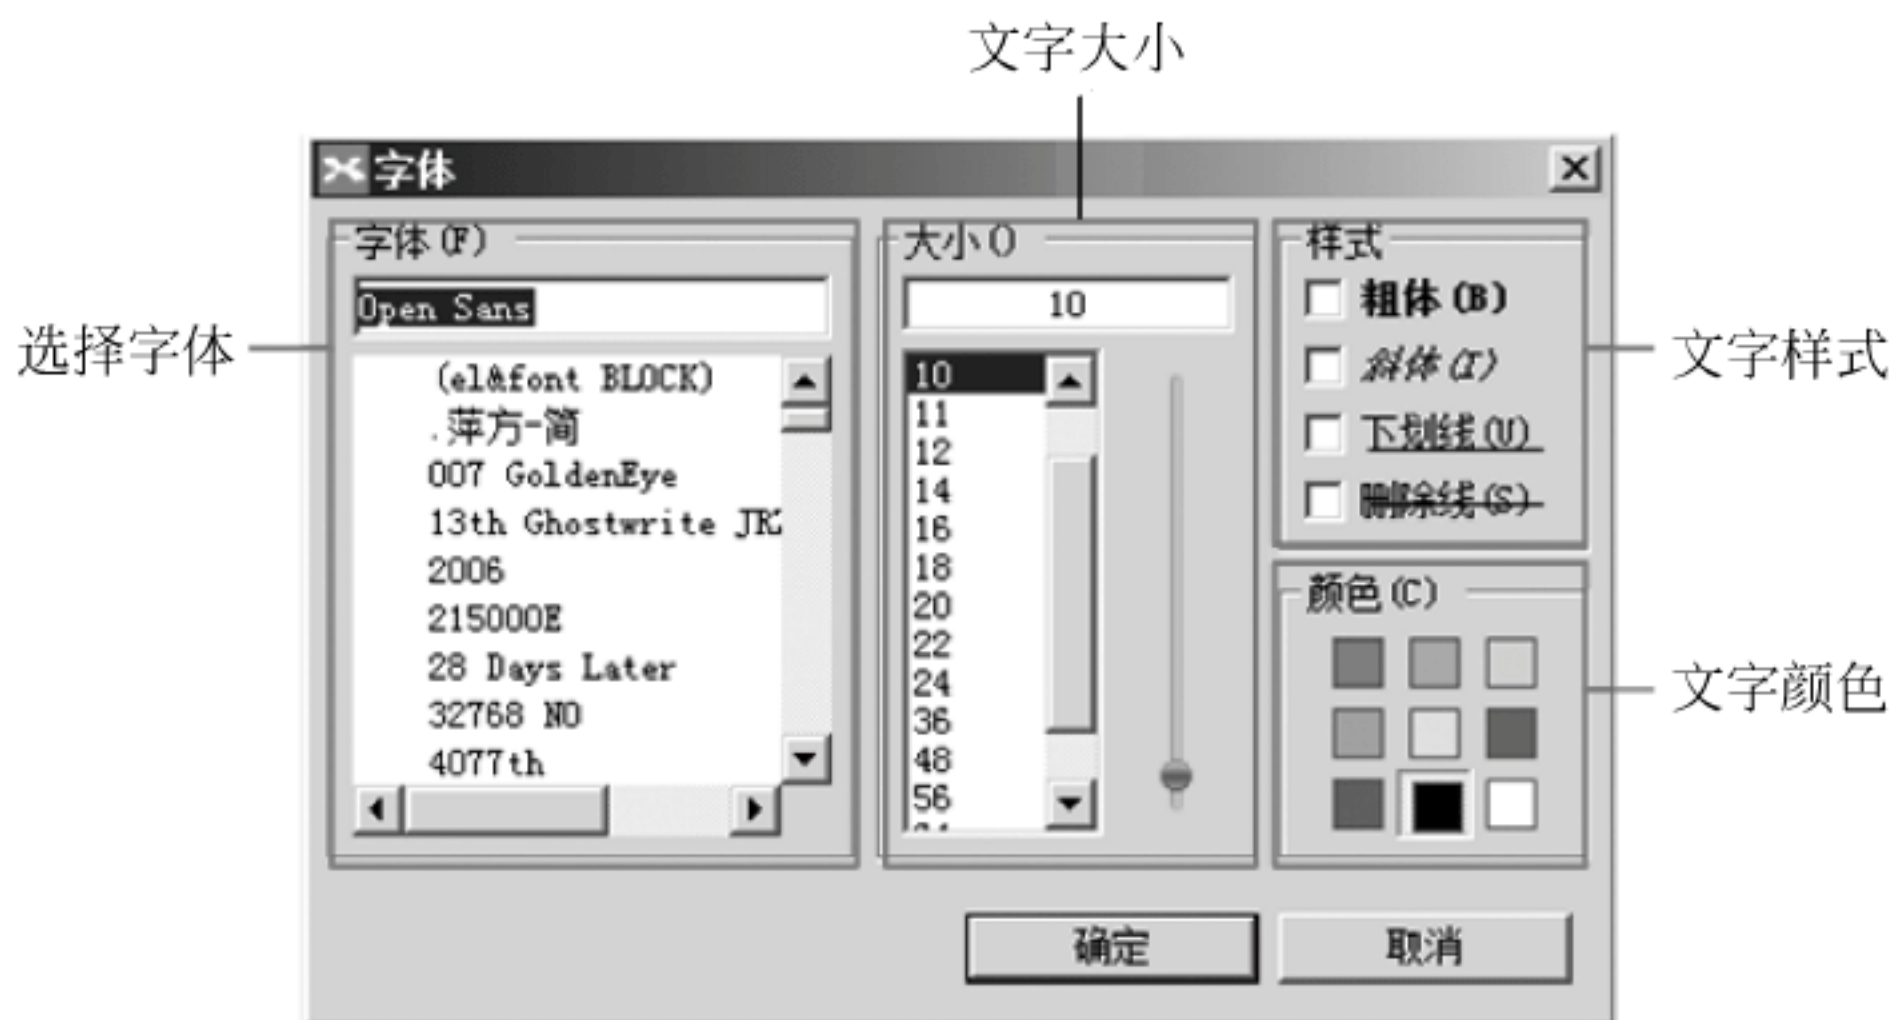 文字大小
字体
字体(F)
大小()
样式
Open Sans
10
粗体(B)
选择字体
文字样式
(el&font BLOCK)
.萍方-简
007 GoldenEye
13th Ghostwrite
2006
215000E
28 Days Later
32768 NO
4077th
10
11
12
14
16
18
20
22
24
36
48
56
斜体(I)
下划线(U)
删除线(S)
颜色(C)
文字颜色
确定
取消